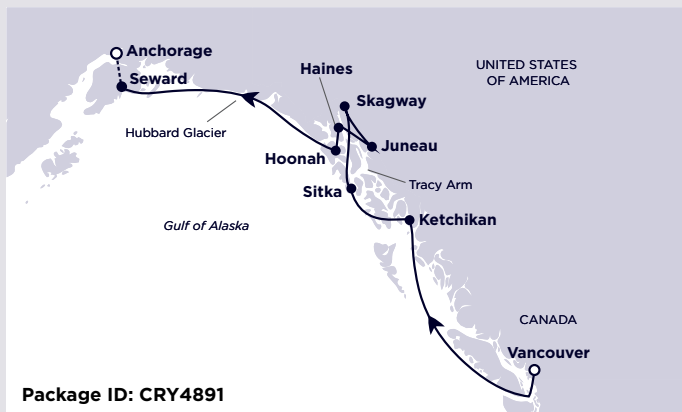 Anchorage
Haines
UNITED STATES
OF AMERICA
Seward
Skagway
Hubbard Glacier
Juneau
Hoonah
Tracy Arm
Sitka
Ketchikan
Gulf of Alaska
CANADA
Vancouver
Package ID: CRY4891